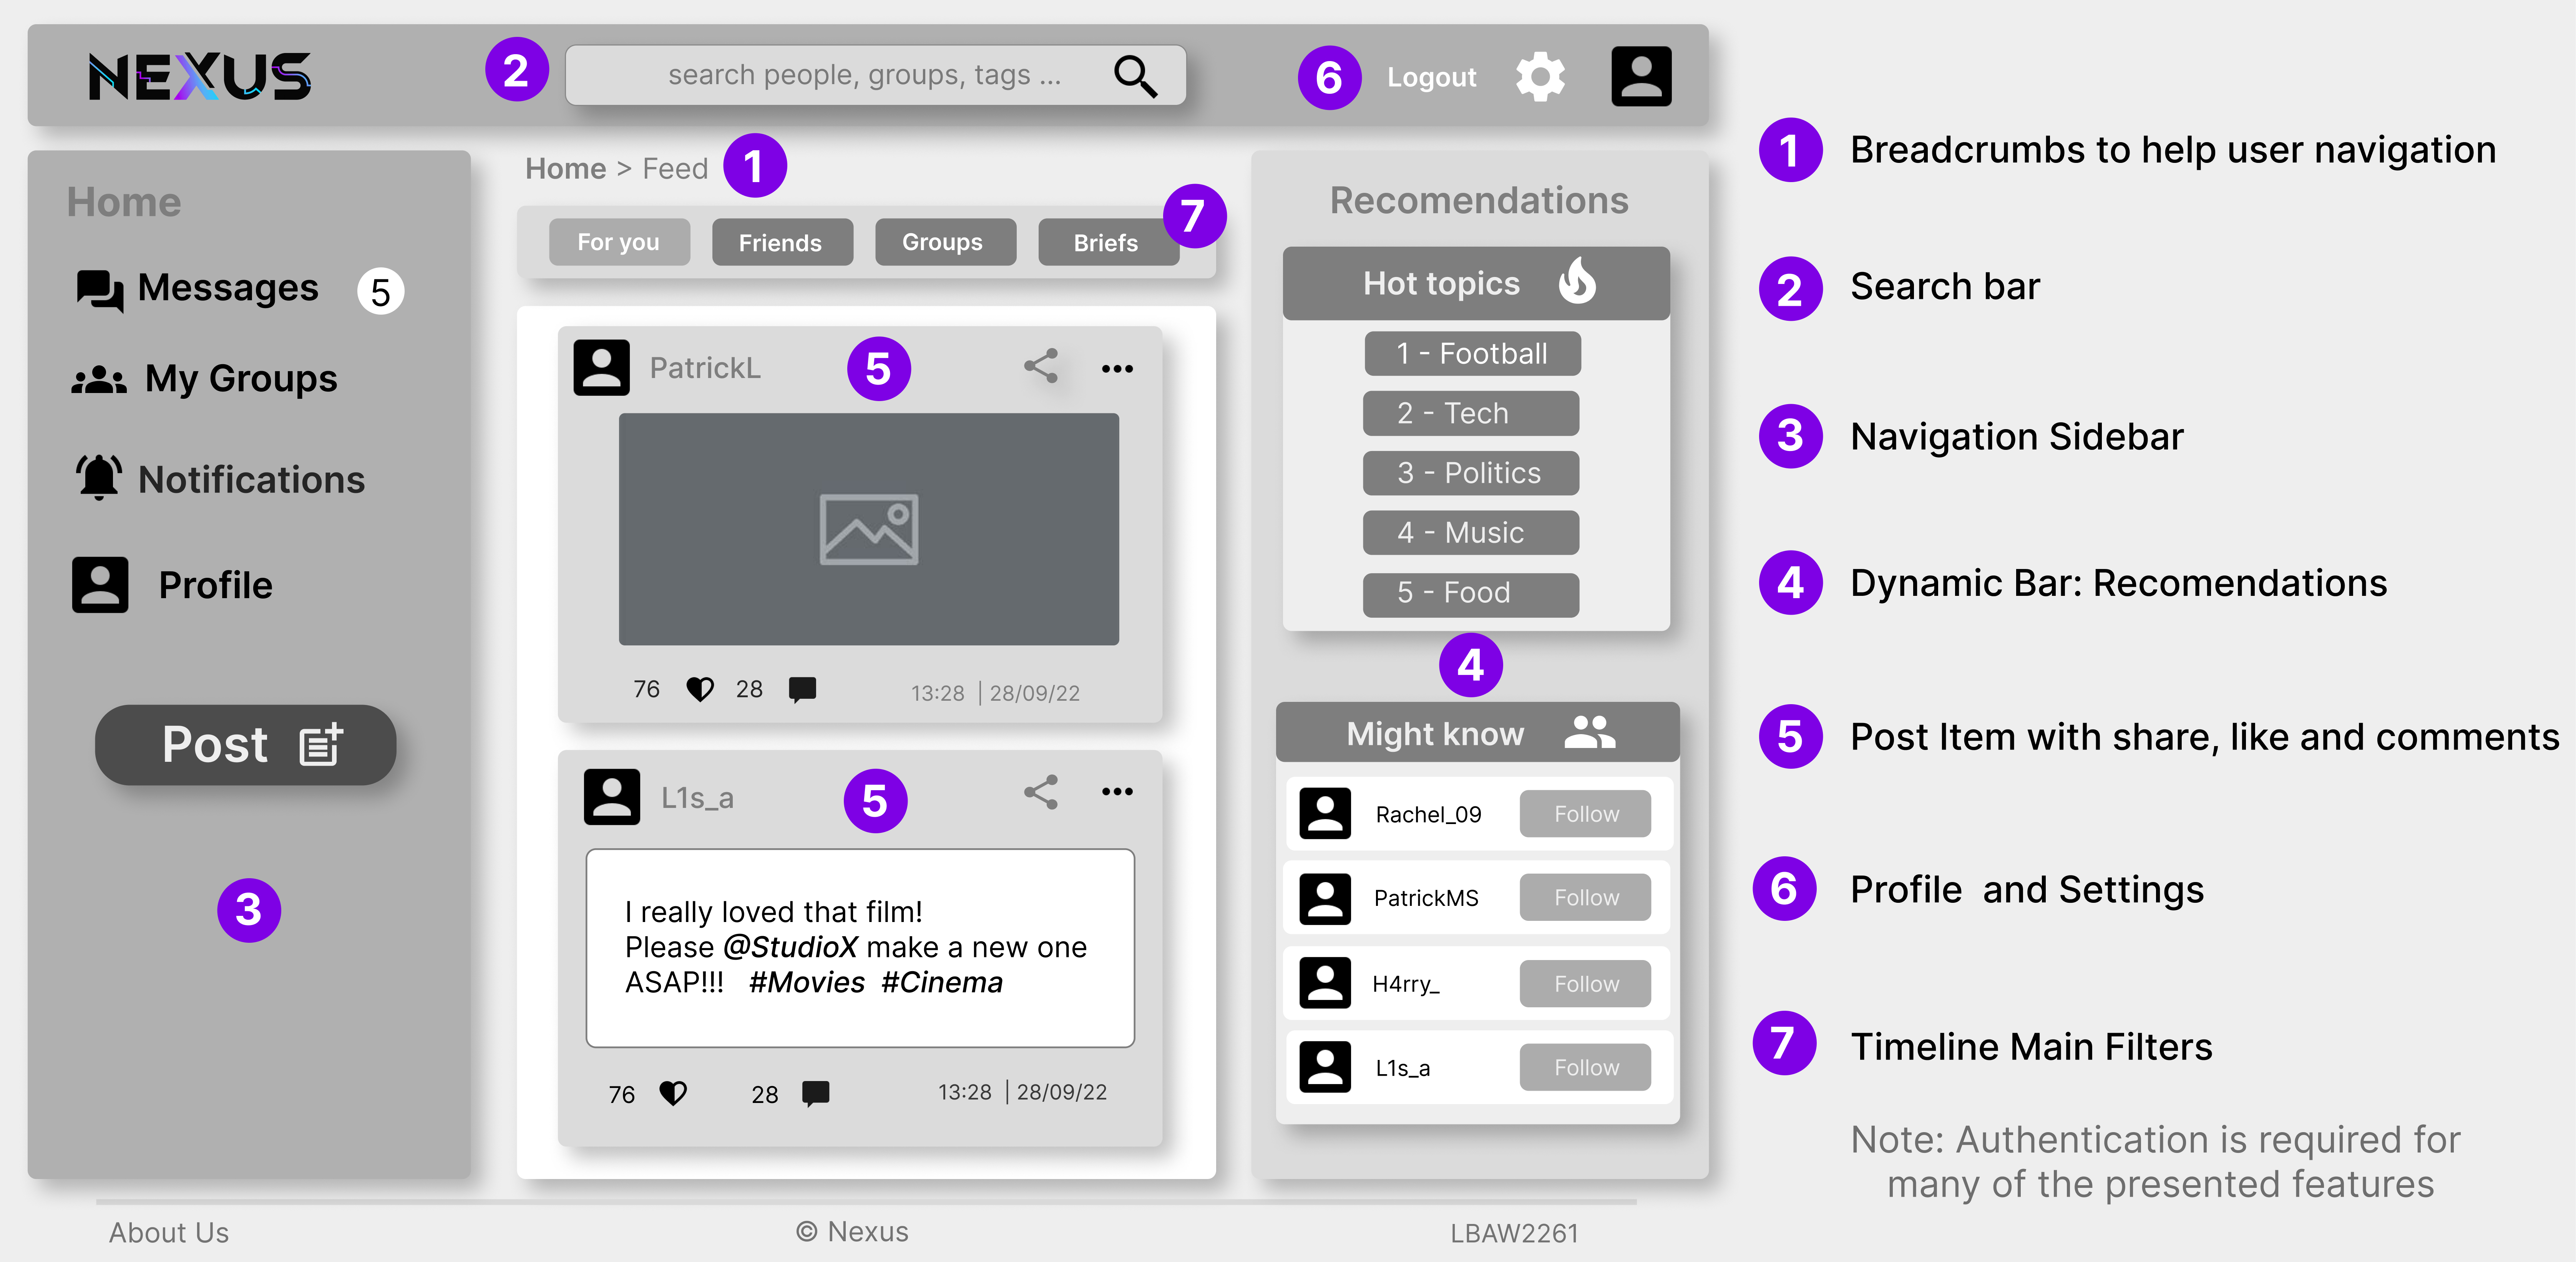 NEXUS
2
search people, groups, tags ...
6
Logout
Home
Messages
5
My Groups
Notifications
Profile
Post
3
Home > Feed
1
7
For you
Friends
Groups
Briefs
PatrickL
5
76
28
13:28 | 28/09/22
L1s_a
5
I really loved that film!
Please @StudioX make a new one
ASAP!!! #Movies #Cinema
76
28
13:28 | 28/09/22
Recomendations
Hot topics
1 - Football
2 - Tech
3 - Politics
4 - Music
5 - Food
4
Might know
Rachel_09
Follow
PatrickMS
Follow
H4rry_
Follow
L1s_a
Follow
1 Breadcrumbs to help user navigation
2 Search bar
3 Navigation Sidebar
4 Dynamic Bar: Recomendations
5 Post Item with share, like and comments
6 Profile and Settings
7 Timeline Main Filters
Note: Authentication is required for
many of the presented features
About Us
© Nexus
LBAW2261